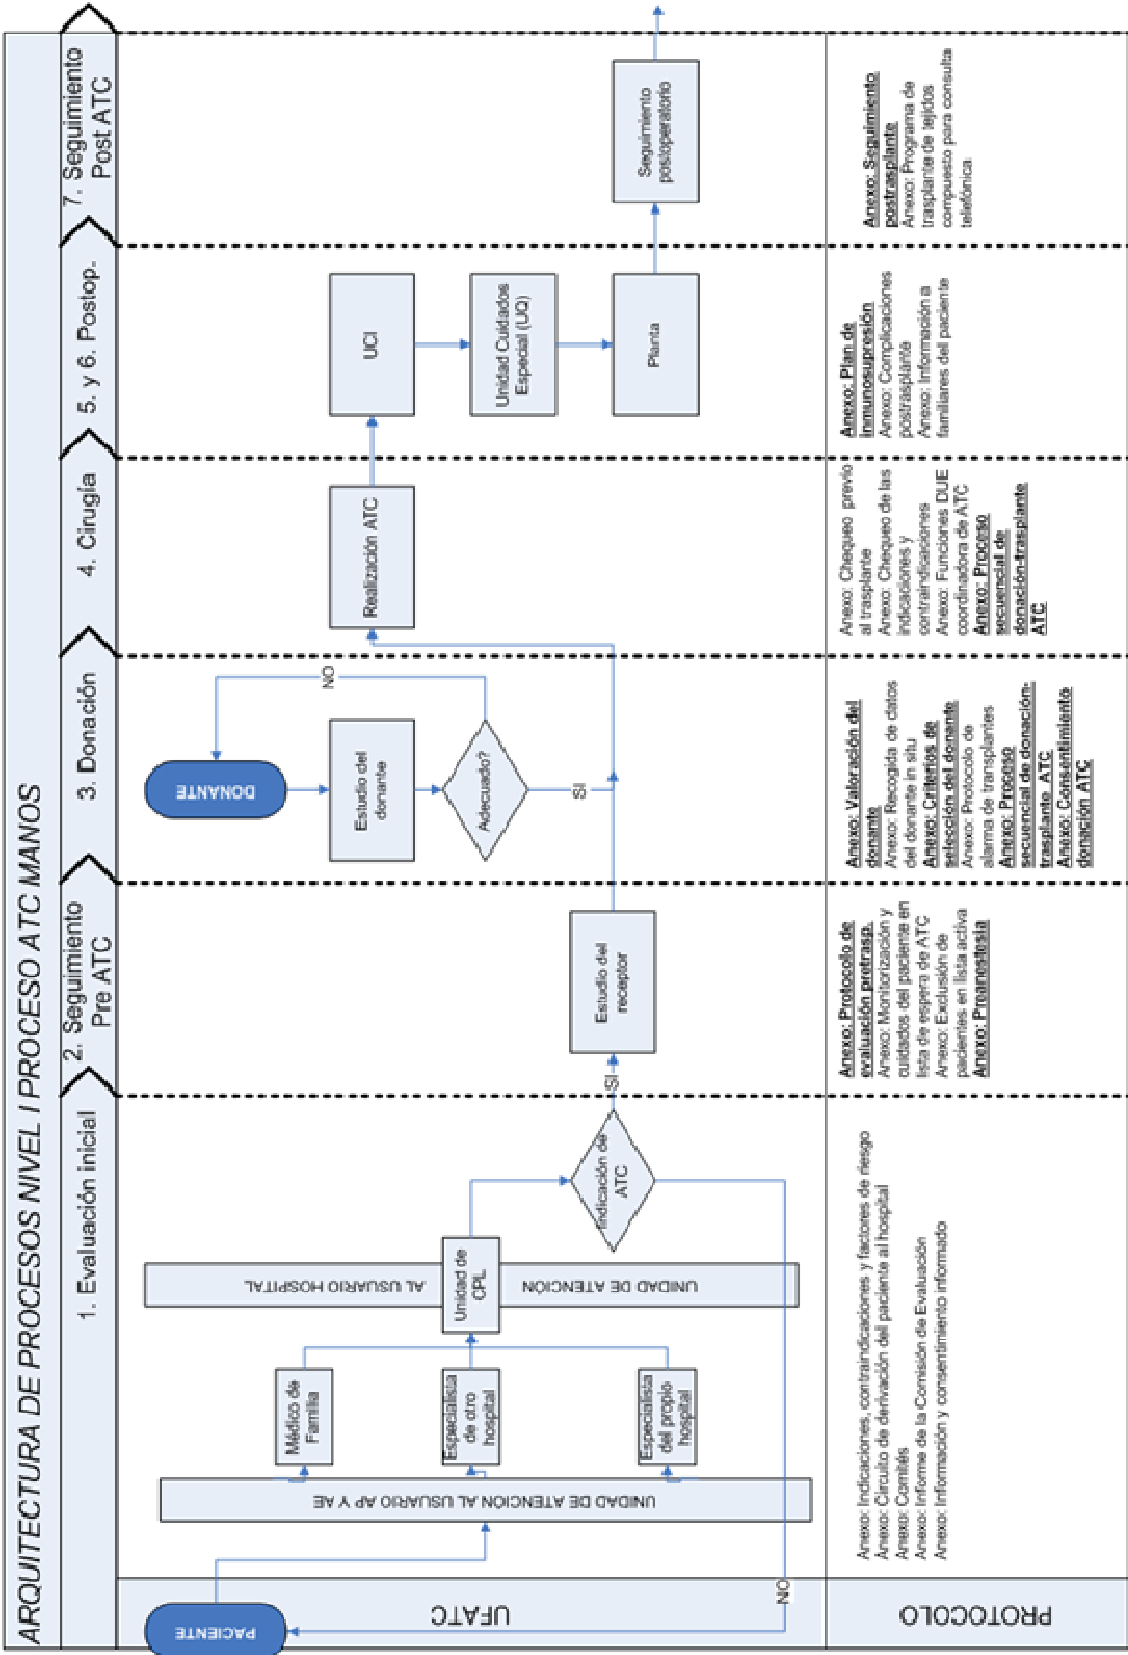 ARQUITECTURA DE PROCESOS NIVEL I PROCESO ATC MANOS
1. Evaluación inicial
2. Seguimiento
Pre ATC
3. Donación
4. Cirugía
5. y 6. Postop.
7. Seguimiento
Post ATC
UFATC
PACIENTE
UNIDAD DE ATENCIÓN AL USUARIO AP Y AE
Médico de
Familia
Especialista
de otro
hospital
Especialista
del propio
hospital
UNIDAD DE ATENCIÓN
AL USUARIO HOSPITAL
Unidad de
CPL
Indicación de
ATC
NO
SI
Estudio del
receptor
DONANTE
Estudio del
donante
Adecuado?
NO
SI
Realización ATC
UCI
Unidad Cuidados
Especial (UQ)
Planta
Seguimiento
postoperatorio
PROTOCOLO
Anexo: Indicaciones, contraindicaciones y factores de riesgo
Anexo: Circuito de derivación del paciente al hospital
Anexo: Comités
Anexo: Informe de la Comisión de Evaluación
Anexo: Información y consentimiento informado
Anexo: Protocolo de
evaluación pretrasp.
Anexo: Monitorización y
cuidados del paciente en
lista de espera de ATC
Anexo: Exclusión de
pacientes en lista activa
Anexo: Preanestesia
Anexo: Valoración del
donante
Anexo: Recogida de datos
del donante in situ
Anexo: Criterios de
selección del donante
Anexo: Protocolo de
alarma de transplantes
Anexo: Proceso
secuencial de donación-
trasplante ATC
Anexo: Consentimiento
donación ATC
Anexo: Chequeo previo
al trasplante
Anexo: Chequeo de las
indicaciones y
contraindicaciones
Anexo: Funciones DUE
coordinadora de ATC
Anexo: Proceso
secuencial de
donación-trasplante
ATC
Anexo: Plan de
inmunosupresión
Anexo: Complicaciones
postrasplante
Anexo: Información a
familiares del paciente
Anexo: Seguimiento
postrasplante
Anexo: Programa de
trasplante de tejidos
compuesto para consulta
telefónica.